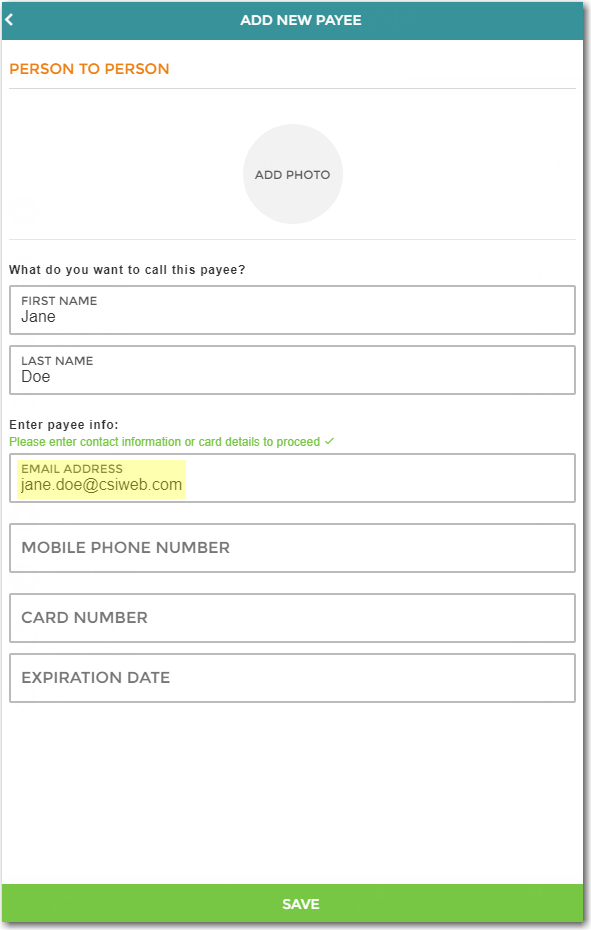 ADD NEW PAYEE
PERSON TO PERSON
ADD PHOTO
What do you want to call this payee?
FIRST NAME
Jane
LAST NAME
Doe
Enter payee info:
Please enter contact information or card details to proceed ✓
EMAIL ADDRESS
jane.doe@csiweb.com
MOBILE PHONE NUMBER
CARD NUMBER
EXPIRATION DATE
SAVE